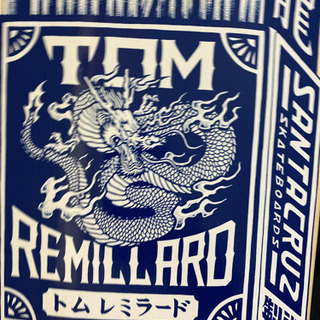 TOM
REMILLARD
トム レミラード
SANTA CRUZ
SKATEBOARDS